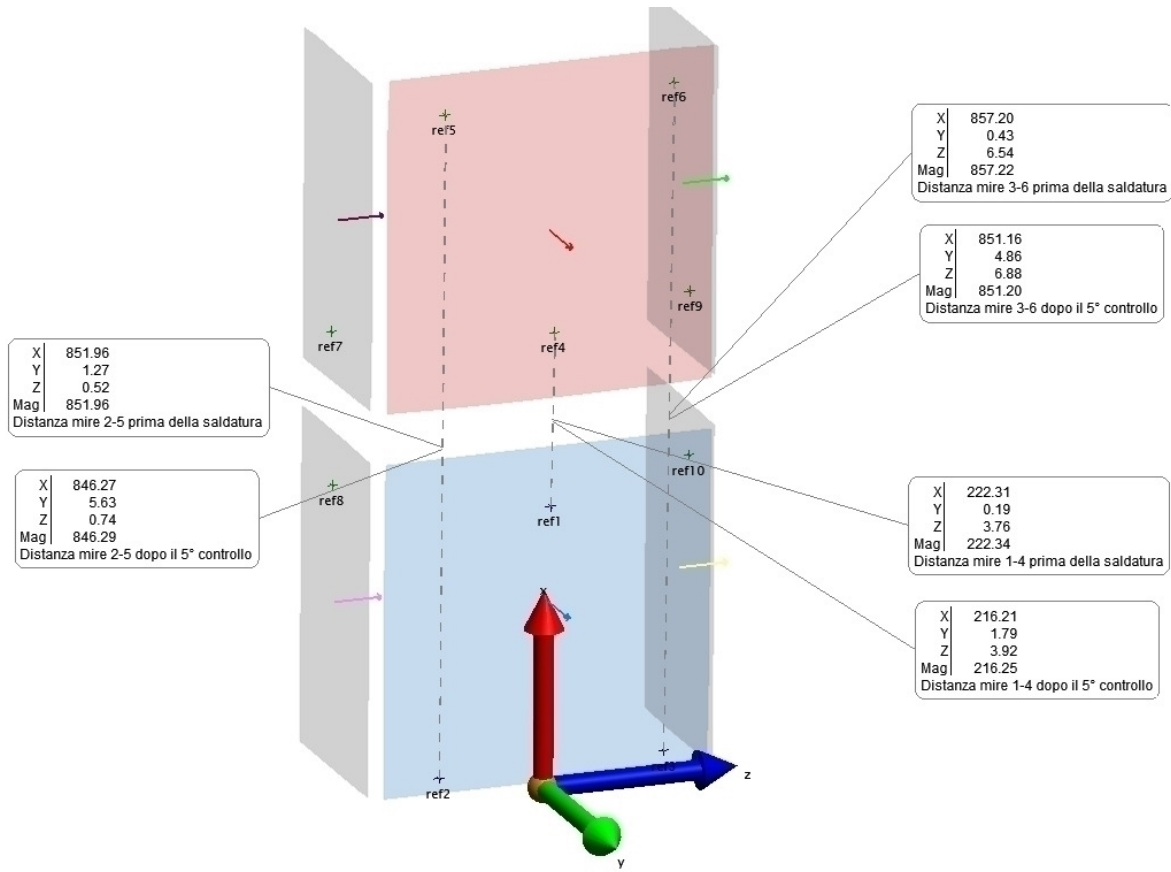 ref5
ref6
X 857.20
Y 0.43
Z 6.54
Mag 857.22
Distanza mire 3-6 prima della saldatura
X 851.16
Y 4.86
Z 6.88
Mag 851.20
Distanza mire 3-6 dopo il 5° controllo
ref9
ref7
ref4
X 851.96
Y 1.27
Z 0.52
Mag 851.96
Distanza mire 2-5 prima della saldatura
X 846.27
Y 5.63
Z 0.74
Mag 846.29
Distanza mire 2-5 dopo il 5° controllo
ref8
ref10
ref1
X 222.31
Y 0.19
Z 3.76
Mag 222.34
Distanza mire 1-4 prima della saldatura
X 216.21
Y 1.79
Z 3.92
Mag 216.25
Distanza mire 1-4 dopo il 5° controllo
x
ref2
z
y